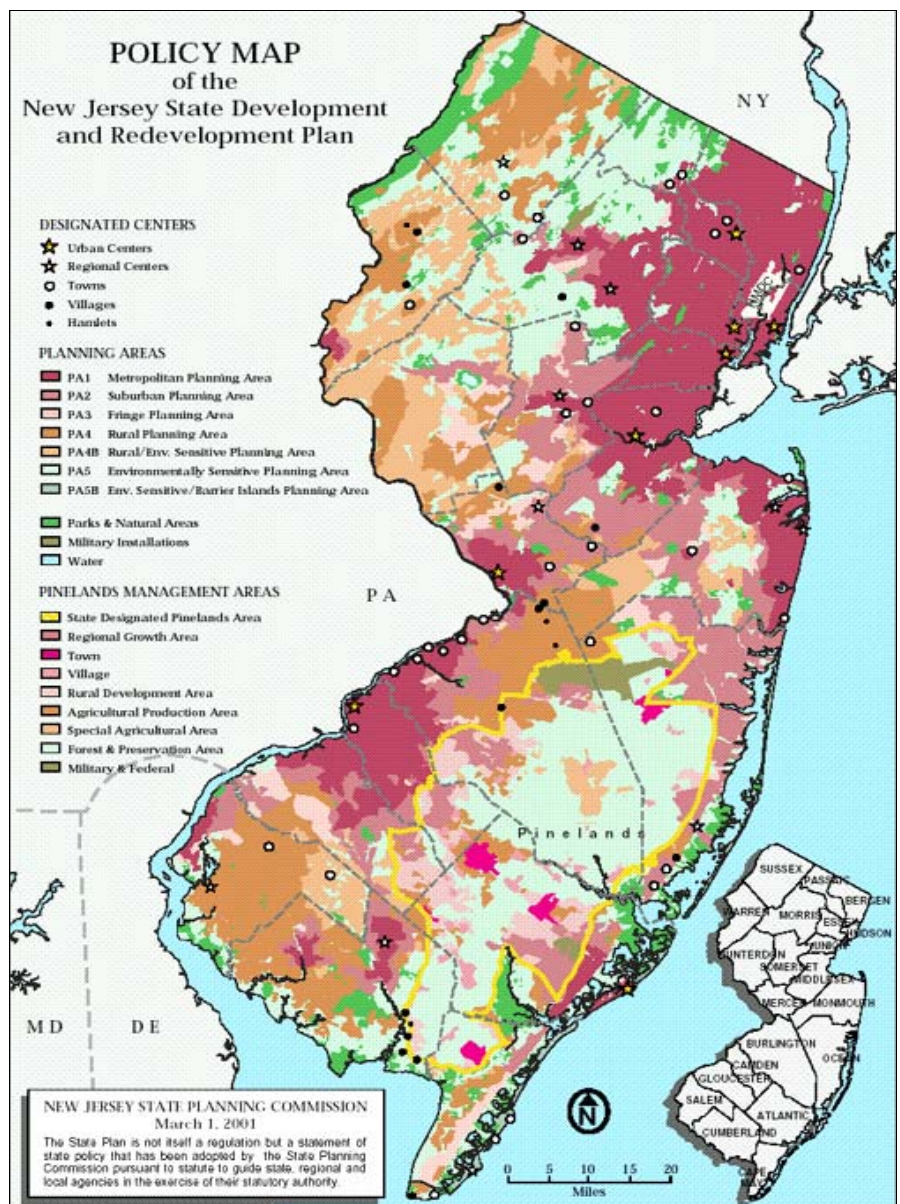 POLICY MAP
of the
New Jersey State Development
and Redevelopment Plan
NY
DESIGNATED CENTERS
Urban Centers
Regional Centers
Towns
Villages
Hamlets
PLANNING AREAS
PA1 Metropolitan Planning Area
PA2 Suburban Planning Area
PA3 Fringe Planning Area
PA4 Rural Planning Area
PA4B Rural/Env. Sensitive Planning Area
PA5 Environmentally Sensitive Planning Area
PA5B Env. Sensitive/Barrier Islands Planning Area
Parks & Natural Areas
Military Installations
Water
PA
PINELANDS MANAGEMENT AREAS
State Designated Pinelands Area
Regional Growth Area
Town
Village
Rural Development Area
Agricultural Production Area
Special Agricultural Area
Forest & Preservation Area
Military & Federal
Pinelands
MD
DE
SUSSEX
PASSAIC
BERGEN
WARREN
MORRIS
ESSEX
HUDSON
UNION
HUNTERDON
SOMERSET
MIDDLESEX
MERCER
MONMOUTH
BURLINGTON
OCEAN
CAMDEN
GLOUCESTER
SALEM
ATLANTIC
CUMBERLAND
CAPE
MAY
NEW JERSEY STATE PLANNING COMMISSION
March 1, 2001
The State Plan is not itself a regulation but a statement of
state policy that has been adopted by the State Planning
Commission pursuant to statute to guide state, regional and
local agencies in the exercise of their statutory authority.
N
0 5 10 15 20
Miles